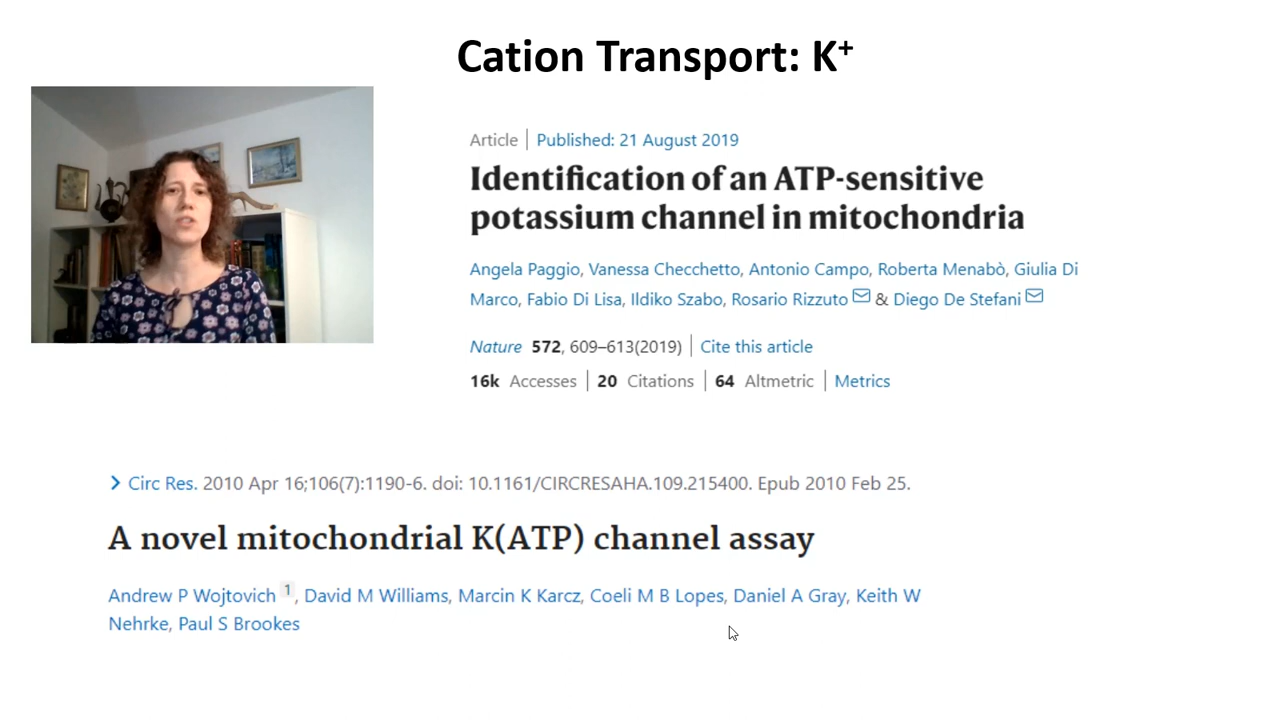 Cation Transport: K⁺
Article | Published: 21 August 2019
Identification of an ATP-sensitive
potassium channel in mitochondria
Angela Paggio, Vanessa Checchetto, Antonio Campo, Roberta Menabò, Giulia Di
Marco, Fabio Di Lisa, Ildiko Szabo, Rosario Rizzuto & Diego De Stefani
Nature 572, 609–613(2019) | Cite this article
16k Accesses | 20 Citations | 64 Altmetric | Metrics
> Circ Res. 2010 Apr 16;106(7):1190-6. doi: 10.1161/CIRCRESAHA.109.215400. Epub 2010 Feb 25.
A novel mitochondrial K(ATP) channel assay
Andrew P Wojtovich 1, David M Williams, Marcin K Karcz, Coeli M B Lopes, Daniel A Gray, Keith W
Nehrke, Paul S Brookes